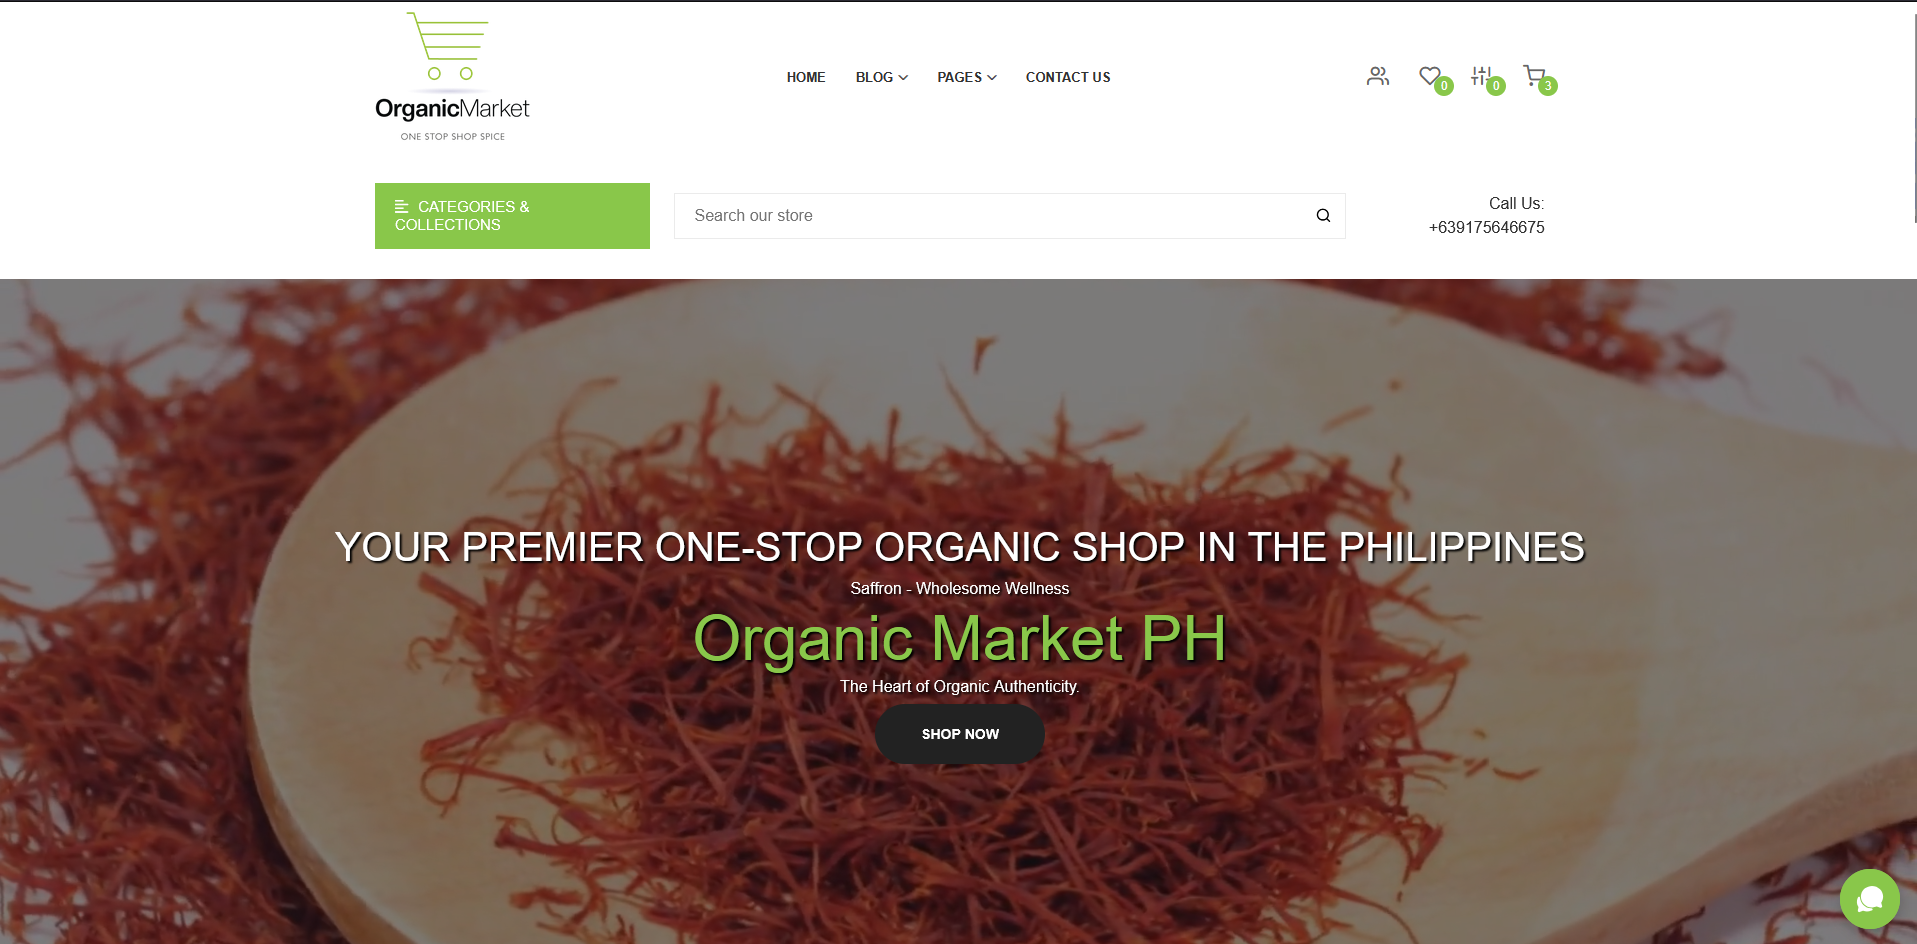 OrganicMarket
ONE STOP SHOP SPICE
HOME
BLOG
PAGES
CONTACT US
0
0
3
CATEGORIES &
COLLECTIONS
Search our store
Call Us:
+639175646675
YOUR PREMIER ONE-STOP ORGANIC SHOP IN THE PHILIPPINES
Saffron - Wholesome Wellness
Organic Market PH
The Heart of Organic Authenticity.
SHOP NOW